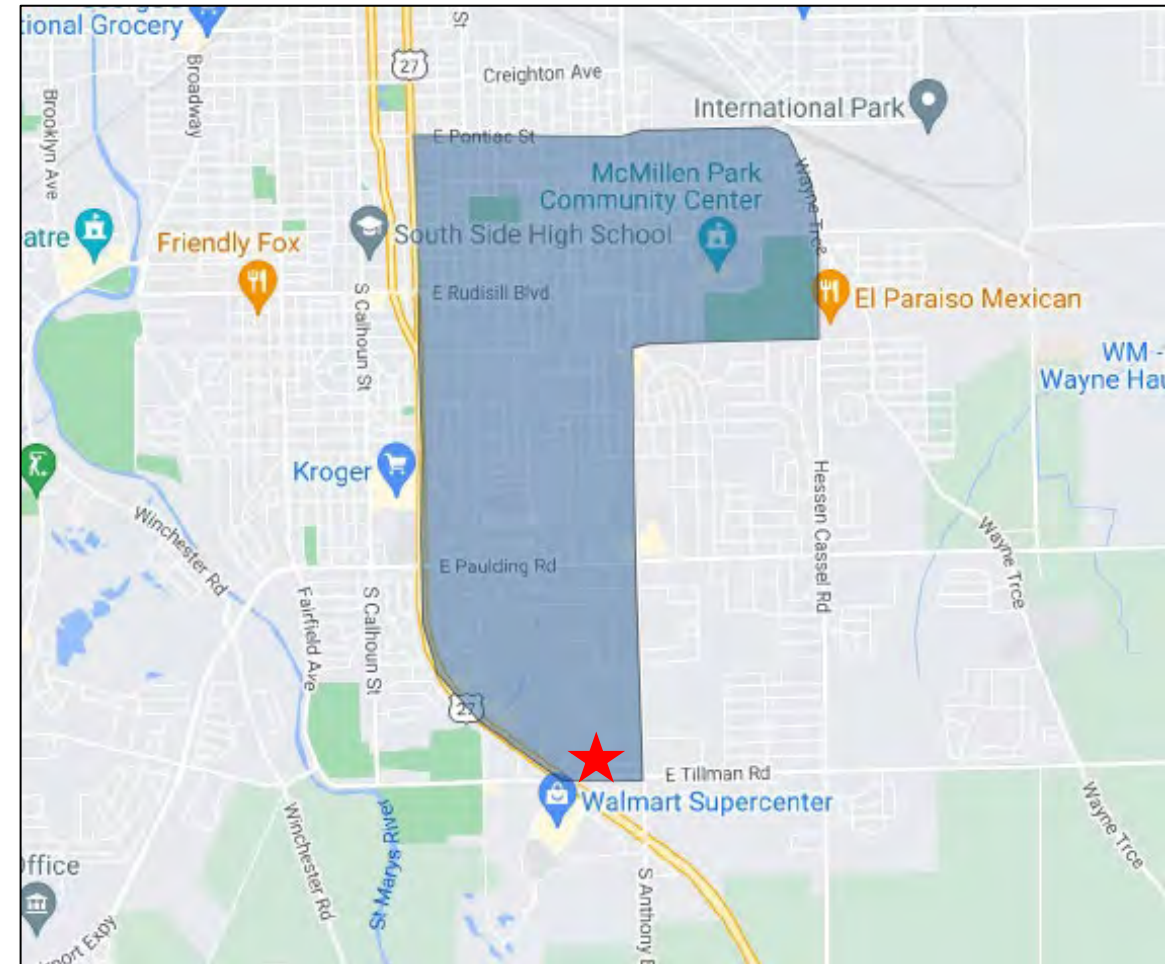 tional Grocery
St
27
Creighton Ave
Broadway
Brooklyn Ave
International Park
E Pontiac St
McMillen Park
Community Center
Wayne Trce
atre
Friendly Fox
South Side High School
E Rudisill Blvd
El Paraiso Mexican
S Calhoun St
WM -
Wayne Hau
Kroger
Hessen Cassel Rd
Winchester Rd
Wayne Trce
E Paulding Rd
Fairfield Ave
S Calhoun St
27
E Tillman Rd
Walmart Supercenter
Wayne Trce
Winchester Rd
St Marys River
Office
S Anthony B
port Expy